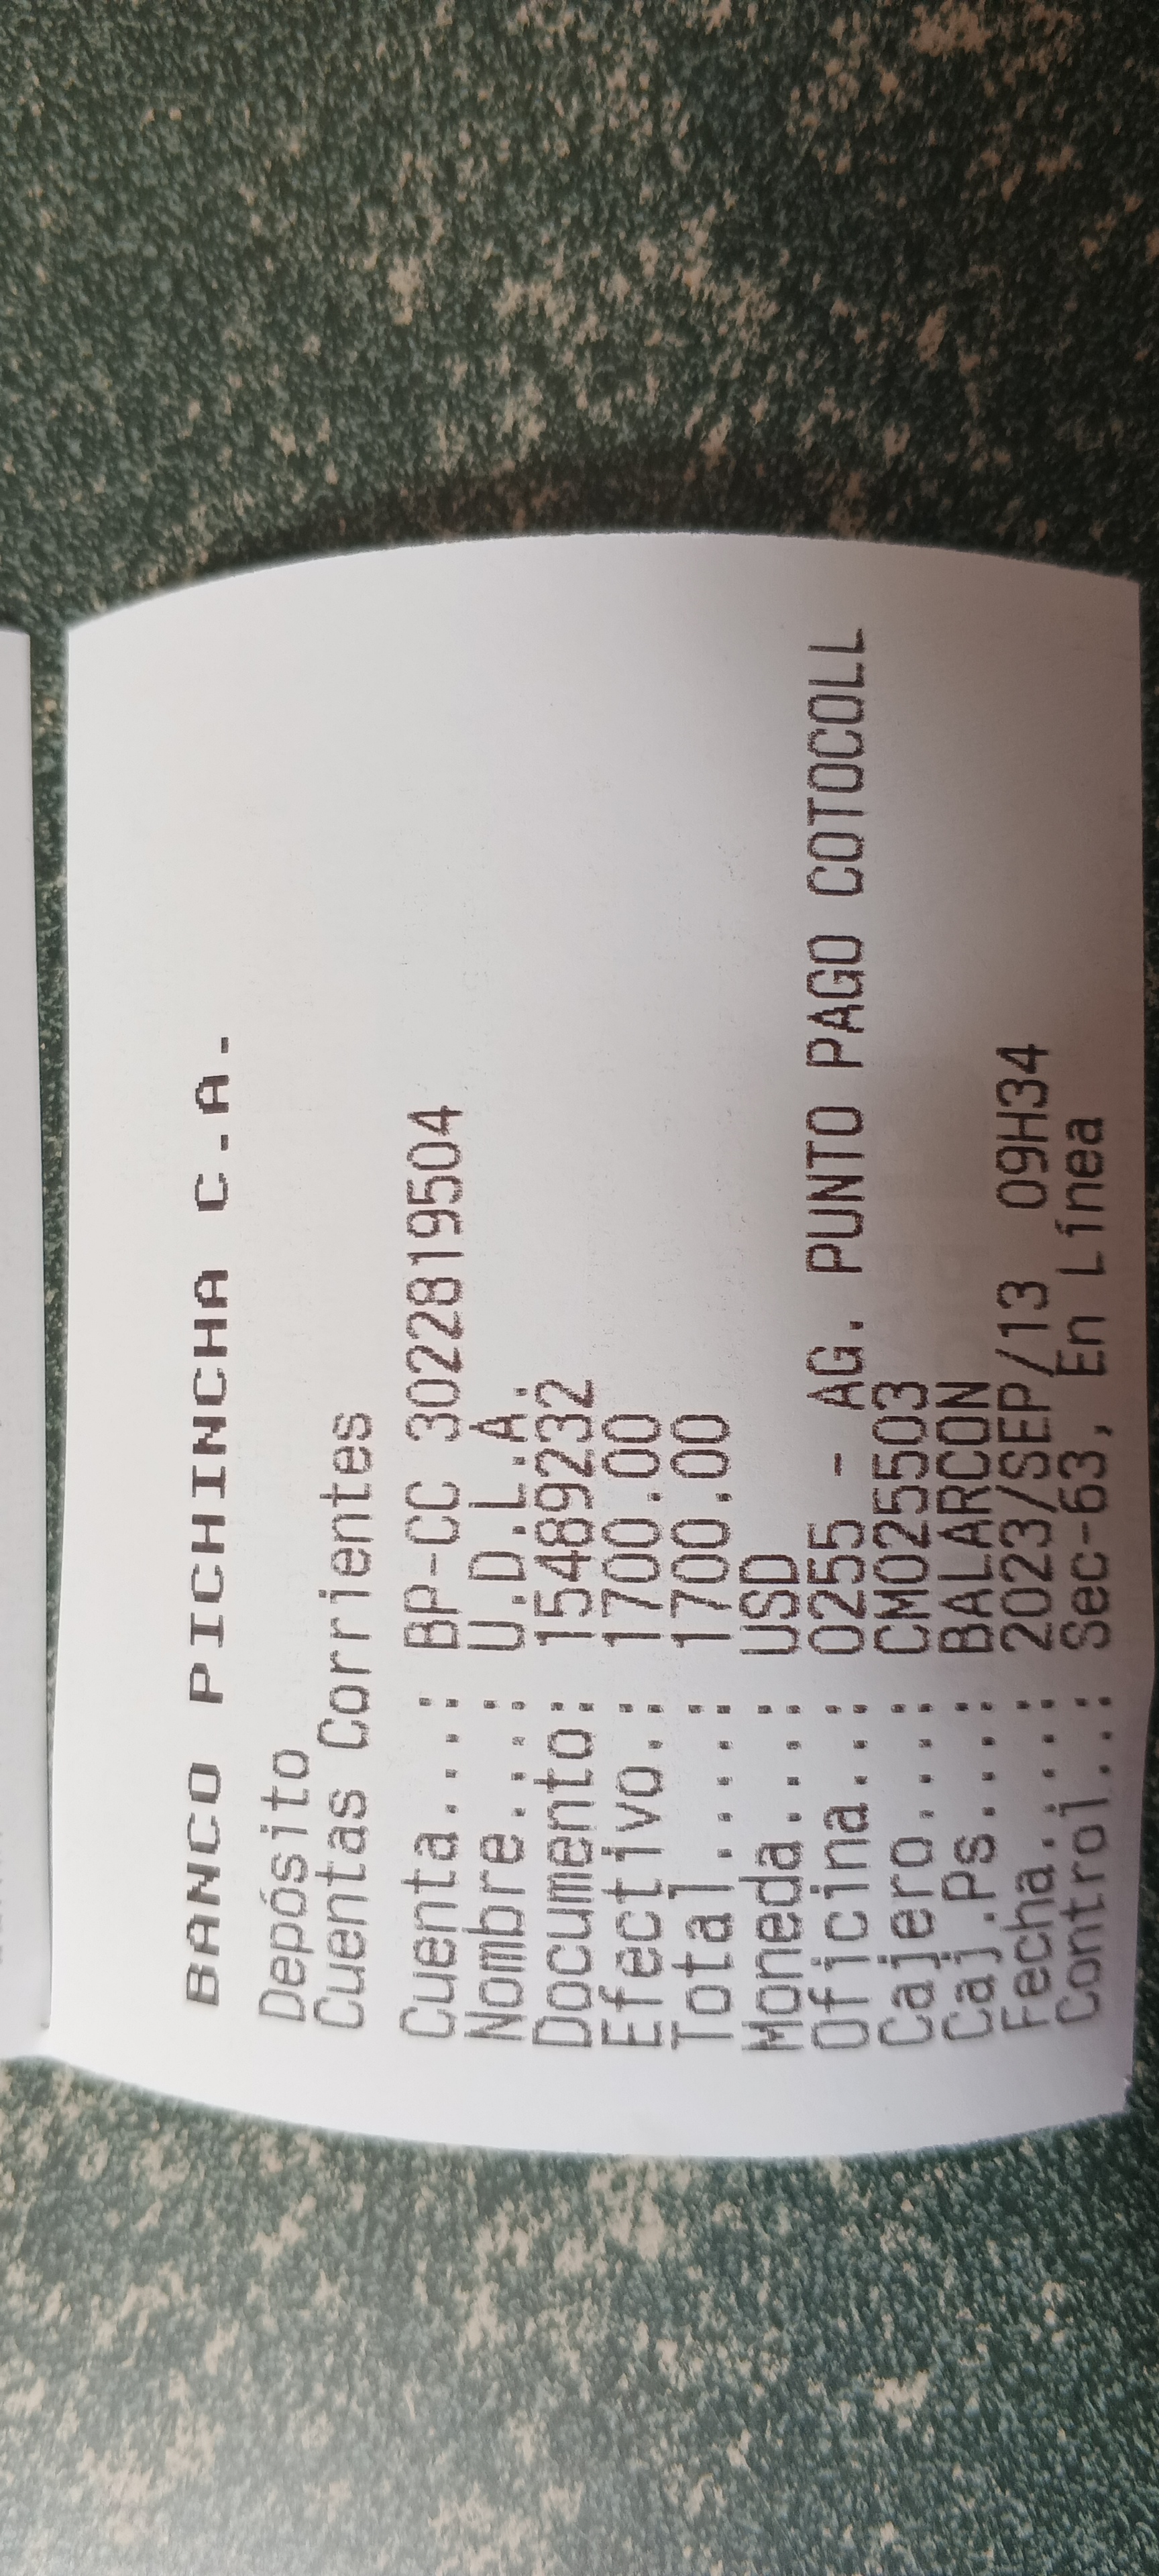 BANCO PICHINCHA C.A.
Depósito
Cuentas Corrientes
Cuenta....: BP-CC 3022819504
Nombre....: U.D.L.A.
Documento: 1548923232
Efectivo.: 1700.00
Total....: 1700.00
Moneda...: USD
Oficina..: 0255 - AG. PUNTO PAGO COTOCOLL
Cajero...: CM025503
Caj.Ps...: BALARCON
Fecha....: 2023/SEP/13 09H34
Control..: Sec-63, En Línea